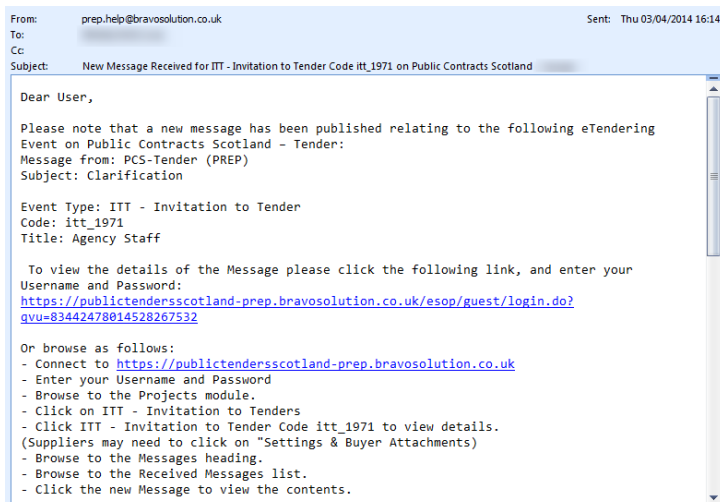 From: prep.help@bravosolution.co.uk Sent: Thu 03/04/2014 16:14
To:
Cc
Subject: New Message Received for ITT - Invitation to Tender Code itt_1971 on Public Contracts Scotland
Dear User,
Please note that a new message has been published relating to the following eTendering
Event on Public Contracts Scotland – Tender:
Message from: PCS-Tender (PREP)
Subject: Clarification
Event Type: ITT - Invitation to Tender
Code: itt_1971
Title: Agency Staff
To view the details of the Message please click the following link, and enter your
Username and Password:
https://publictendersscotland-prep.bravosolution.co.uk/esop/guest/login.do?
qvu=83442478014528267532
Or browse as follows:
- Connect to https://publictendersscotland-prep.bravosolution.co.uk
- Enter your Username and Password
- Browse to the Projects module.
- Click on ITT - Invitation to Tenders
- Click ITT - Invitation to Tender Code itt_1971 to view details.
(Suppliers may need to click on "Settings & Buyer Attachments)
- Browse to the Messages heading.
- Browse to the Received Messages list.
- Click the new Message to view the contents.